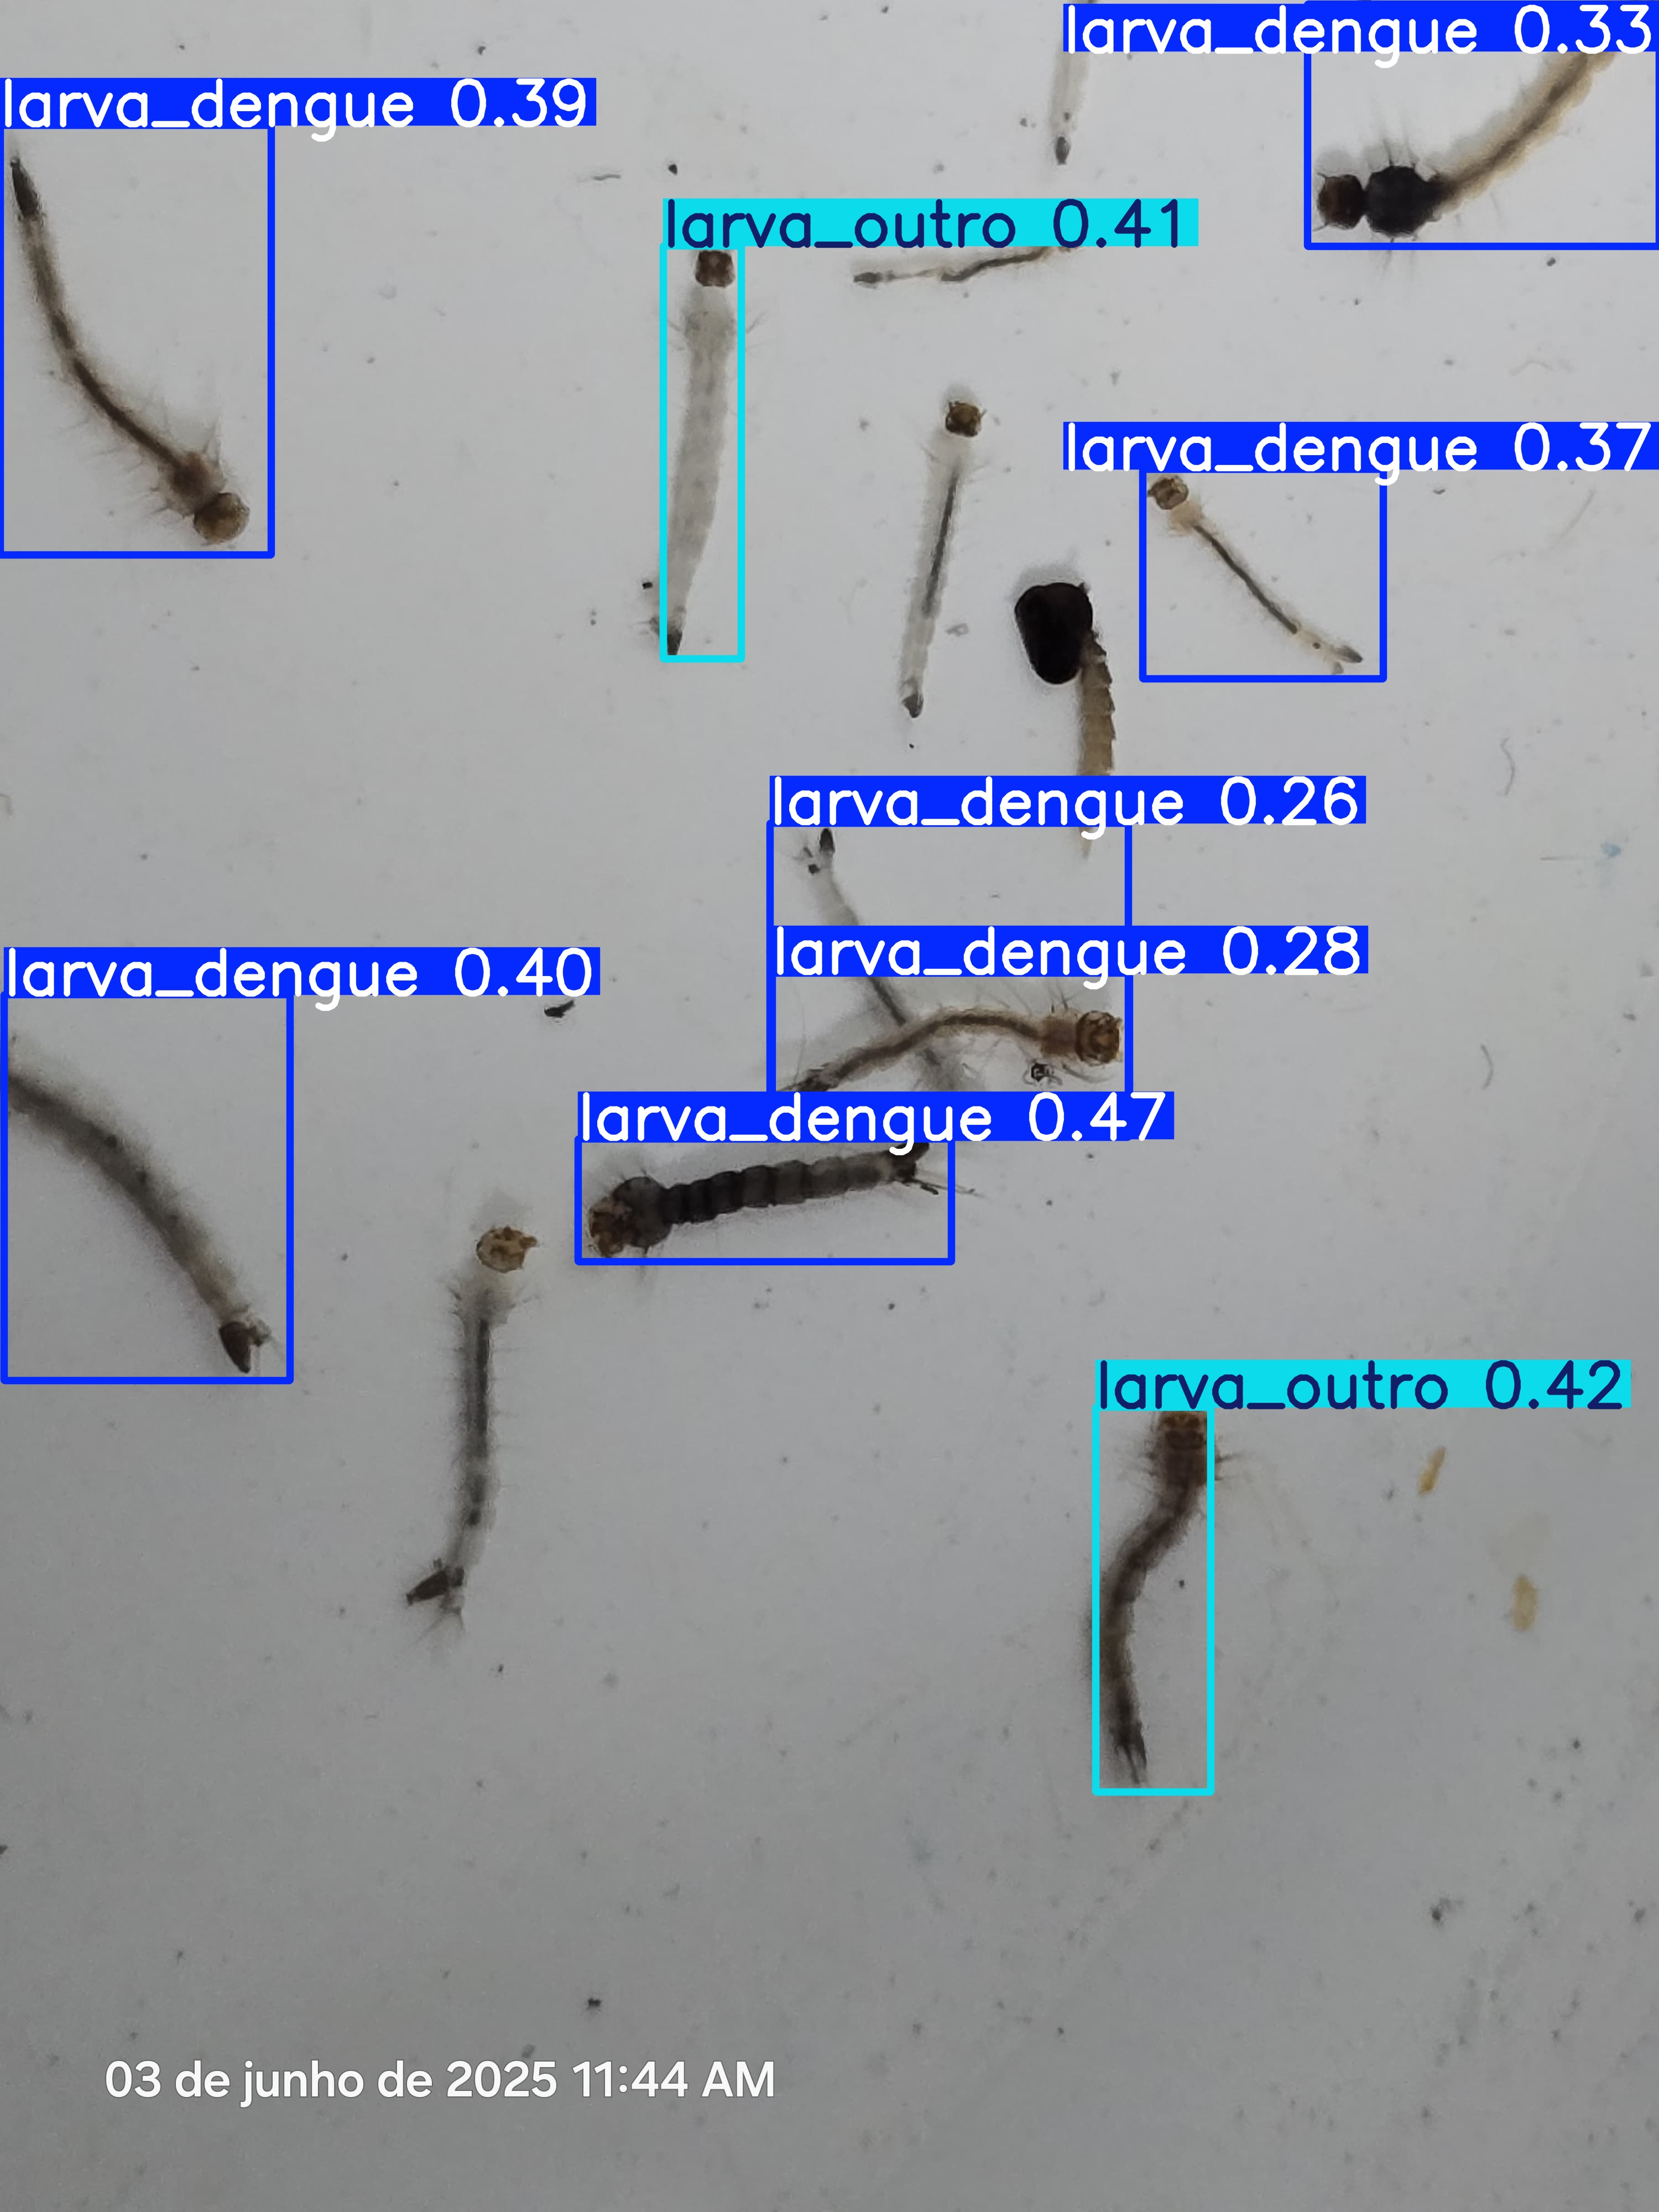 larva_dengue 0.33
larva_dengue 0.39
larva_outro 0.41
larva_dengue 0.37
larva_dengue 0.26
larva_dengue 0.28
larva_dengue 0.40
larva_dengue 0.47
larva_outro 0.42
03 de junho de 2025 11:44 AM